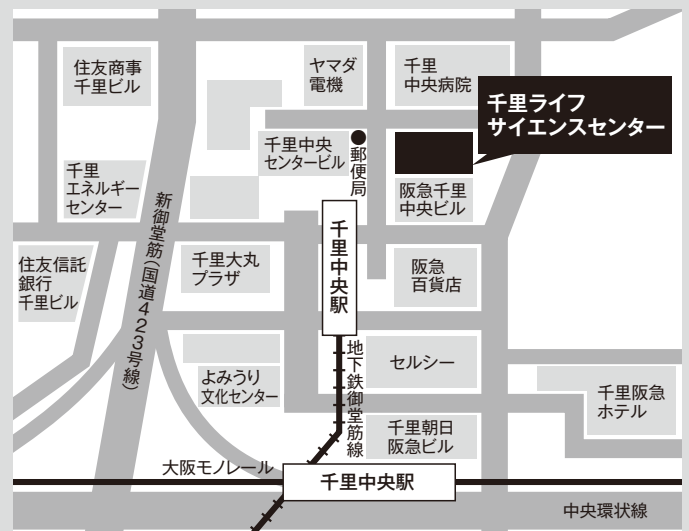 住友商事
千里ビル
ヤマダ
電機
千里
中央病院
千里ライフ
サイエンスセンター
千里中央
センタービル
郵便局
千里
エネルギー
センター
阪急千里
中央ビル
新御堂筋(国道423号線)
千里中央駅
住友信託
銀行
千里ビル
千里大丸
プラザ
阪急
百貨店
地下鉄御堂筋線
セルシー
よみうり
文化センター
千里阪急
ホテル
千里朝日
阪急ビル
大阪モノレール
千里中央駅
中央環状線